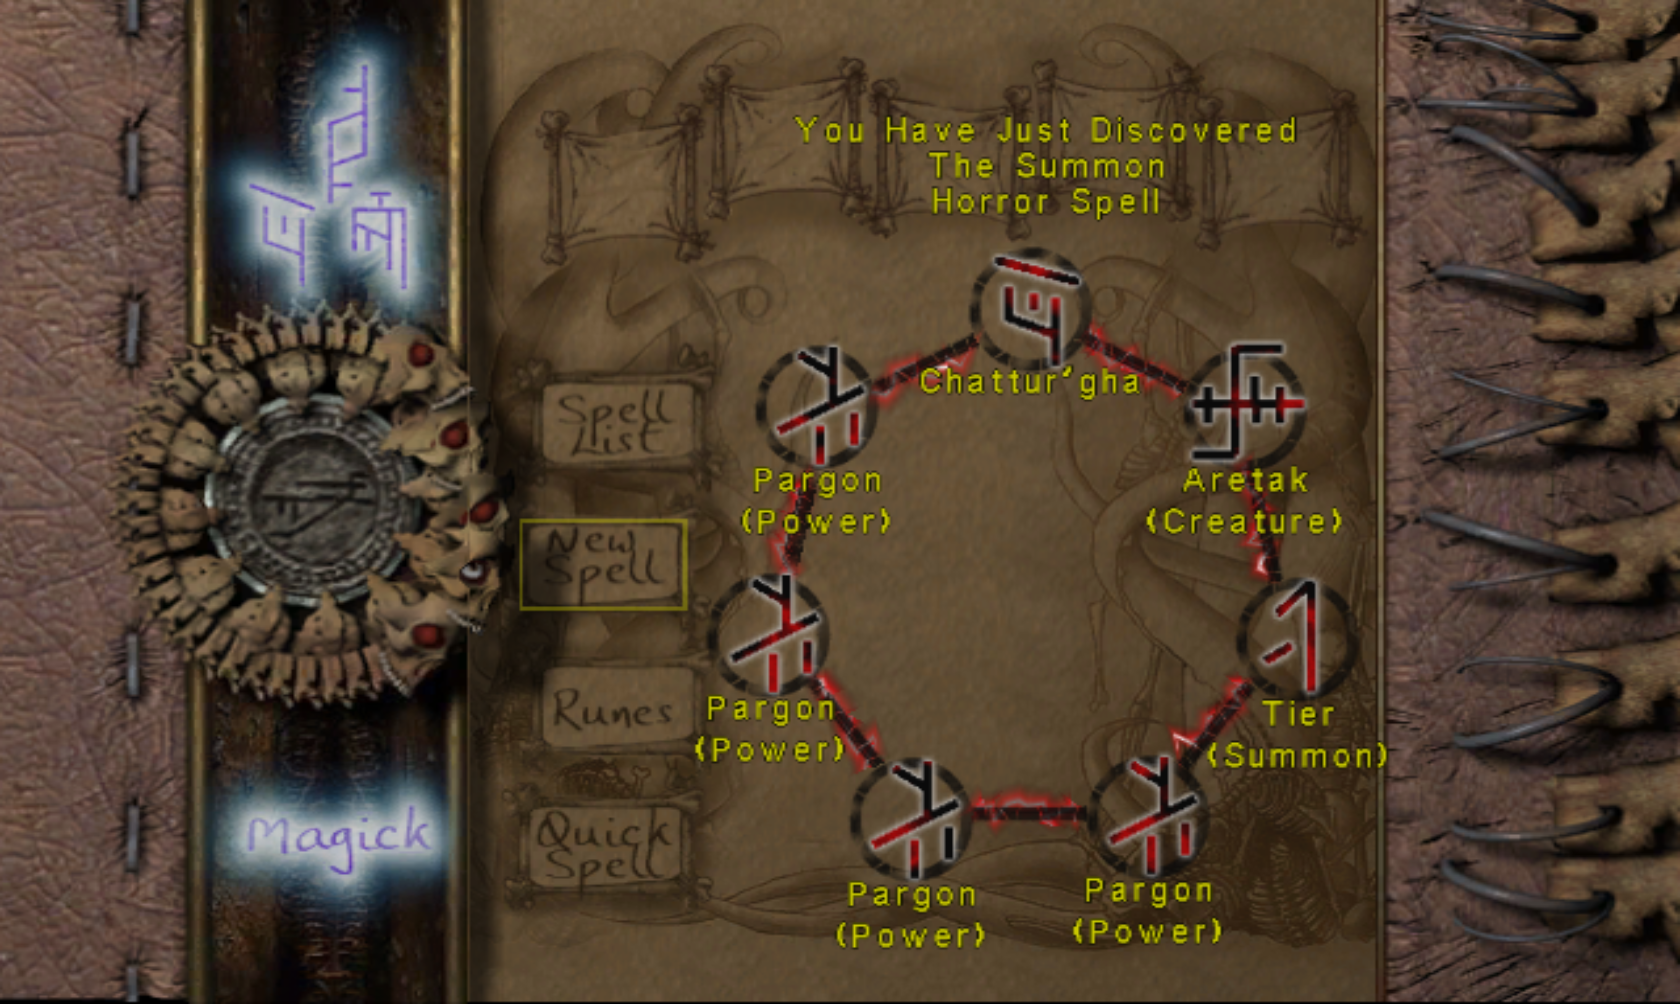 You Have Just Discovered
The Summon
Horror Spell
Chattur'gha
Aretak
(Creature)
Tier
(Summon)
Pargon
(Power)
Pargon
(Power)
Pargon
(Power)
Pargon
(Power)
Spell
List
New
Spell
Runes
Quick
Spell
Magick